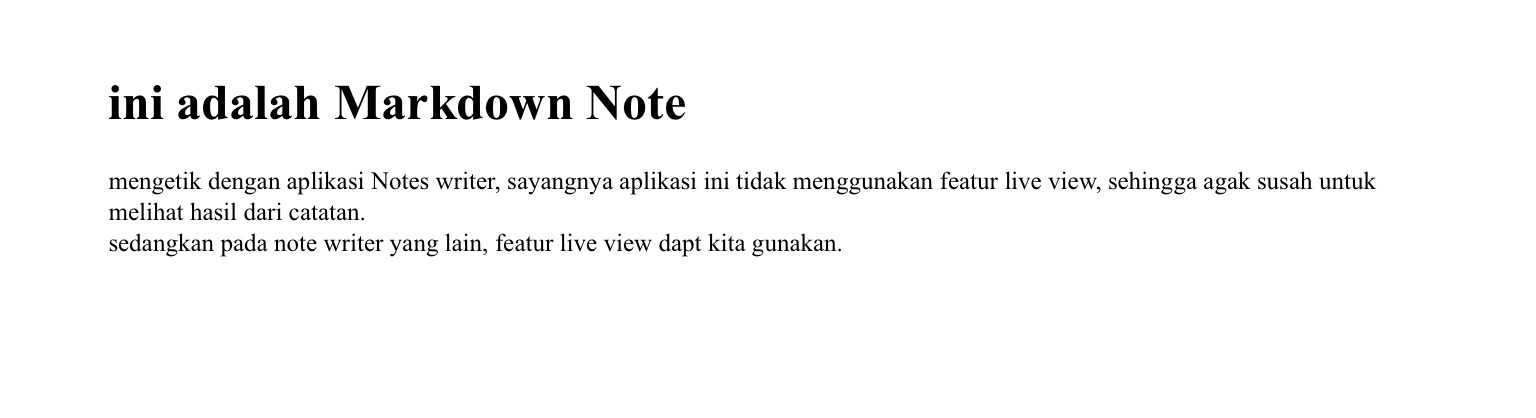 ini adalah Markdown Note
mengetik dengan aplikasi Notes writer, sayangnya aplikasi ini tidak menggunakan featur live view, sehingga agak susah untuk
melihat hasil dari catatan.
sedangkan pada note writer yang lain, featur live view dapt kita gunakan.